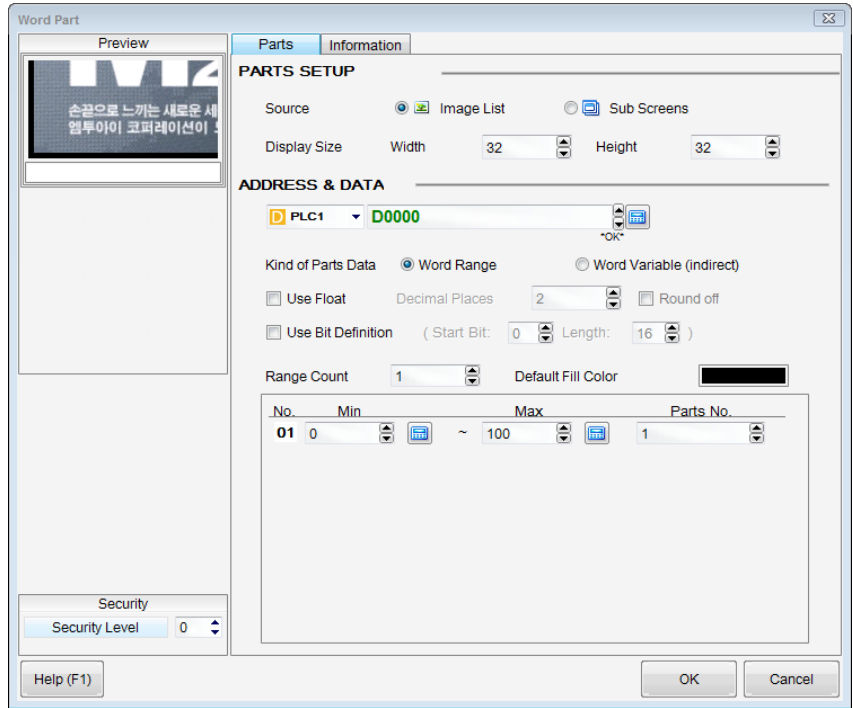 Word Part
Preview
손끝으로 느끼는 새로운 세
엠투아이 코퍼레이션이
Security
Security Level 0
Parts Information
PARTS SETUP
Source Image List Sub Screens
Display Size Width 32 Height 32
ADDRESS & DATA
D PLC1 D0000
*OK*
Kind of Parts Data Word Range Word Variable (indirect)
Use Float Decimal Places 2 Round off
Use Bit Definition ( Start Bit: 0 Length: 16 )
Range Count 1 Default Fill Color
No. Min Max Parts No.
01 0 ~ 100 1
Help (F1) OK Cancel